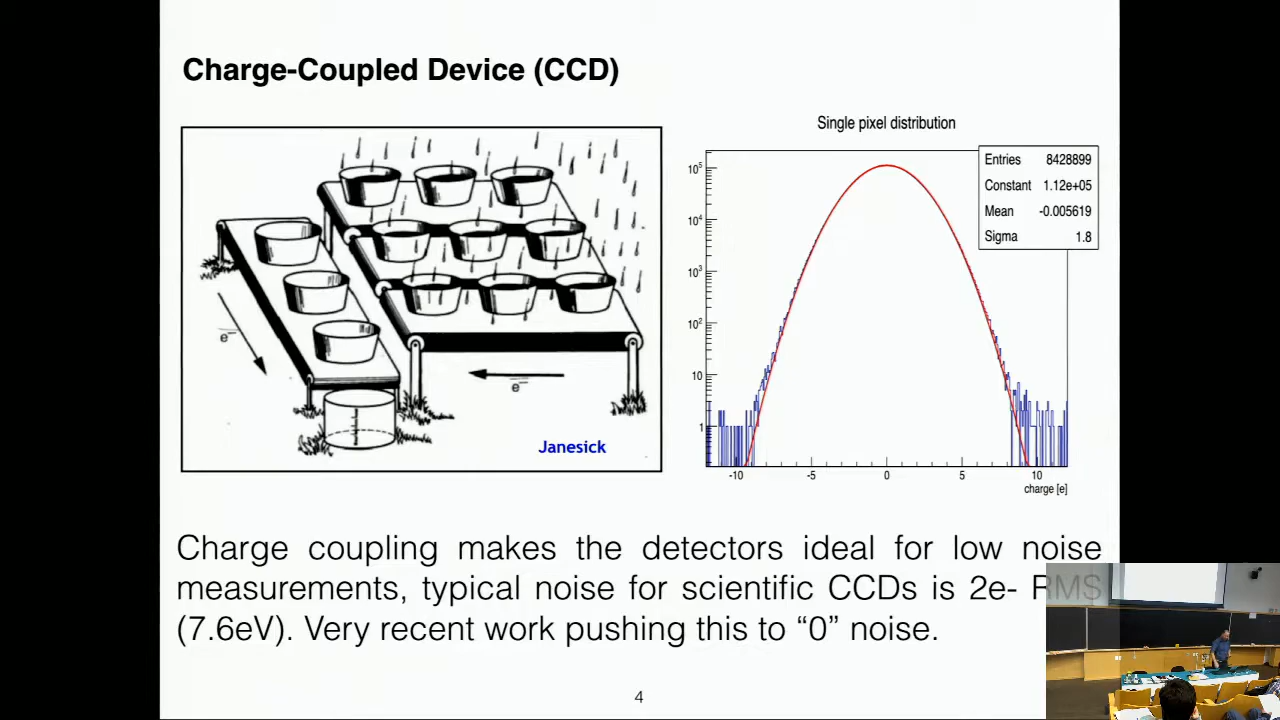 Charge-Coupled Device (CCD)
e-
e-
Janesick
Single pixel distribution
Entries 8428899
Constant 1.12e+05
Mean -0.005619
Sigma 1.8
10⁵
10⁴
10³
10²
10
1
-10 -5 0 5 10
charge [e]
Charge coupling makes the detectors ideal for low noise
measurements, typical noise for scientific CCDs is 2e- RMS
(7.6eV). Very recent work pushing this to “0” noise.
4